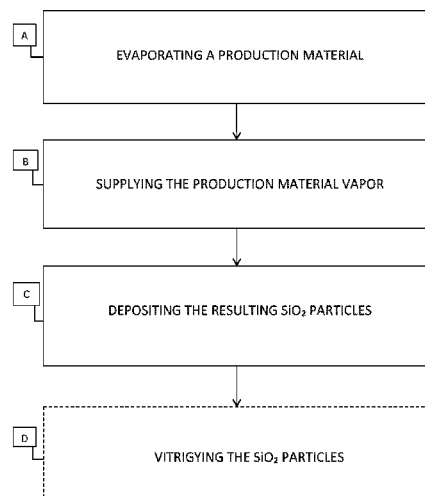 A
EVAPORATING A PRODUCTION MATERIAL
B
SUPPLYING THE PRODUCTION MATERIAL VAPOR
C
DEPOSITING THE RESULTING SiO₂ PARTICLES
D
VITRIGYING THE SiO₂ PARTICLES